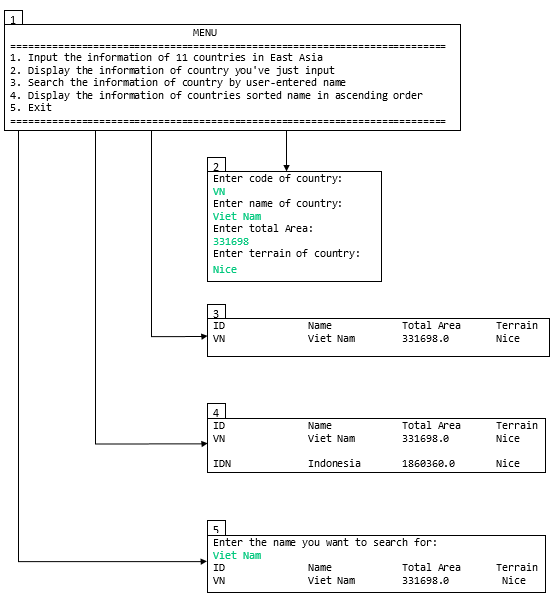 1
MENU
=========================================================================
1. Input the information of 11 countries in East Asia
2. Display the information of country you've just input
3. Search the information of country by user-entered name
4. Display the information of countries sorted name in ascending order
5. Exit
=========================================================================
2
Enter code of country:
VN
Enter name of country:
Viet Nam
Enter total Area:
331698
Enter terrain of country:
Nice
3
ID Name Total Area Terrain
VN Viet Nam 331698.0 Nice
4
ID Name Total Area Terrain
VN Viet Nam 331698.0 Nice
IDN Indonesia 1860360.0 Nice
5
Enter the name you want to search for:
Viet Nam
ID Name Total Area Terrain
VN Viet Nam 331698.0 Nice